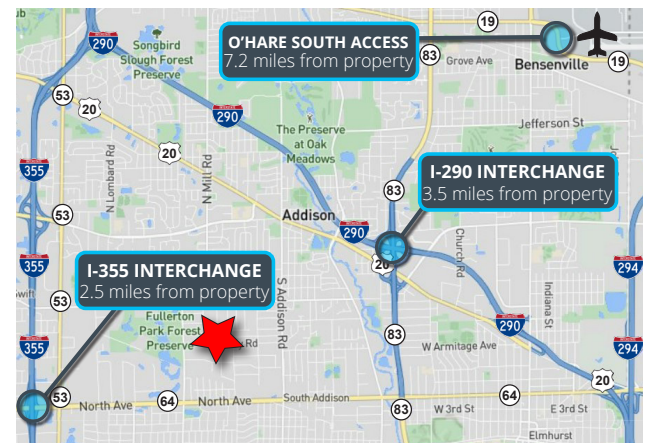 19
290
Songbird
Slough Forest
Preserve
O'HARE SOUTH ACCESS
7.2 miles from property
83
Grove Ave
Bensenville
19
53
20
290
Jefferson St
The Preserve
at Oak
Meadows
355
N Lombard Rd
N Mill Rd
20
I-290 INTERCHANGE
3.5 miles from property
83
53
Addison
290
20
Church Rd
I-355 INTERCHANGE
2.5 miles from property
355
294
53
S Addison Rd
Indiana St
Fullerton
Park Forest
Preserve
Rd
290
355
83
W Armitage Ave
294
20
53
North Ave
64
North Ave
South Addison
64
83
W 3rd St
E 3rd St
Elmhurst